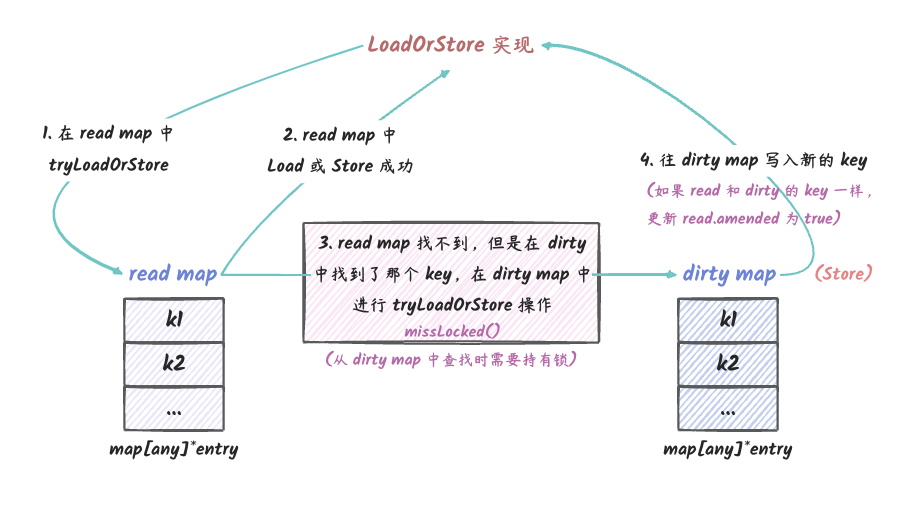 LoadOrStore 实现
1. 在 read map 中
tryLoadOrStore
2. read map 中
Load 或 Store 成功
4. 往 dirty map 写入新的 key
(如果 read 和 dirty 的 key 一样，
更新 read.amended 为 true)
3. read map 找不到，但是在 dirty
中找到了那个 key，在 dirty map 中
进行 tryLoadOrStore 操作
missLocked()
(从 dirty map 中查找时需要持有锁)
read map
k1
k2
...
map[any]*entry
dirty map
(Store)
k1
k2
...
map[any]*entry